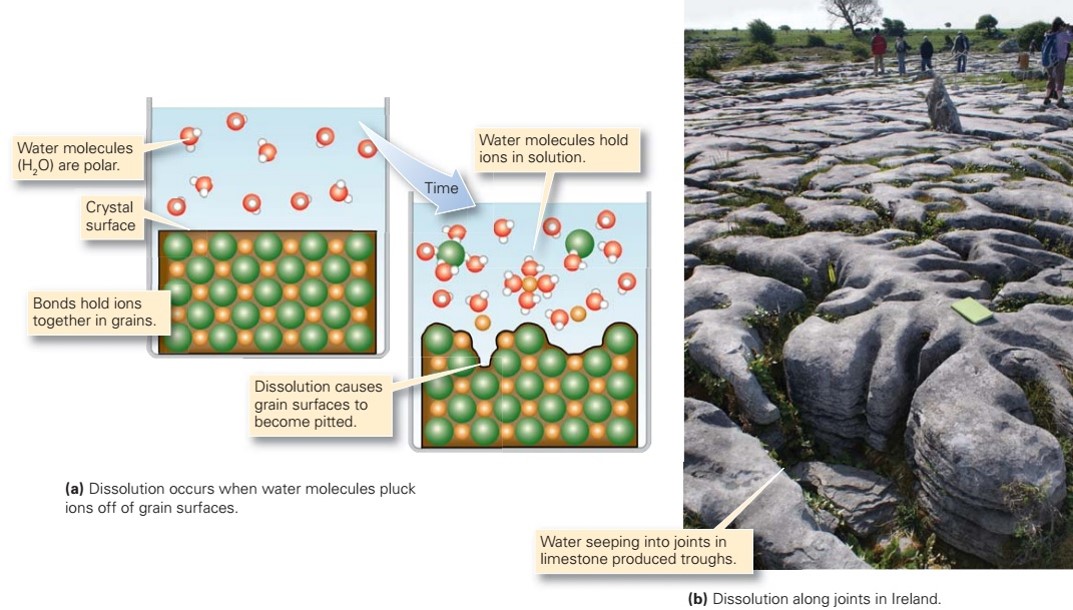 Water molecules
(H₂O) are polar.
Crystal
surface
Bonds hold ions
together in grains.
Time
Water molecules hold
ions in solution.
Dissolution causes
grain surfaces to
become pitted.
(a) Dissolution occurs when water molecules pluck
ions off of grain surfaces.
Water seeping into joints in
limestone produced troughs.
(b) Dissolution along joints in Ireland.